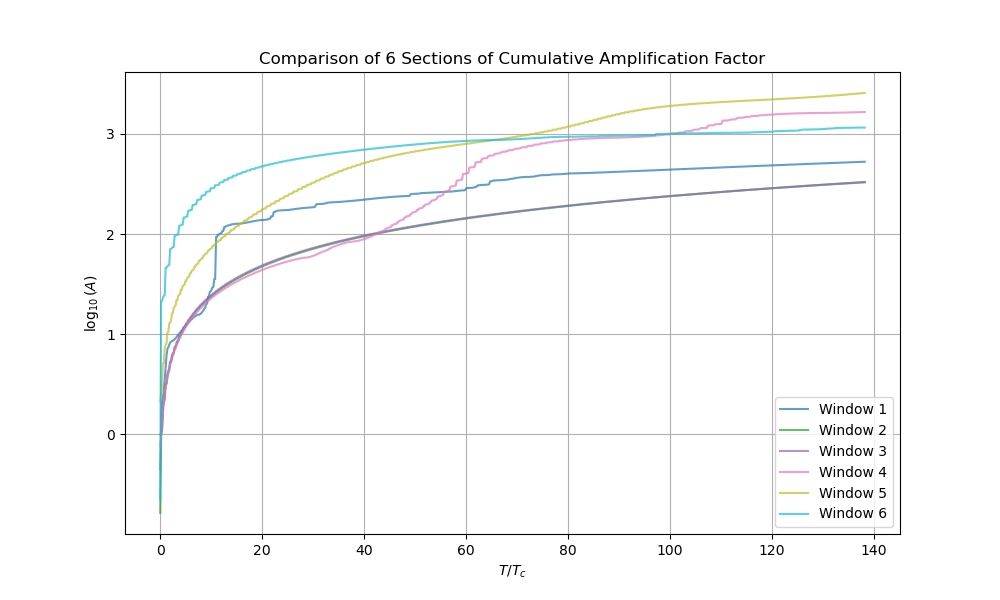 Comparison of 6 Sections of Cumulative Amplification Factor
log₁₀(A)
3
2
1
0
0 20 40 60 80 100 120 140
T/T_c
Window 1
Window 2
Window 3
Window 4
Window 5
Window 6